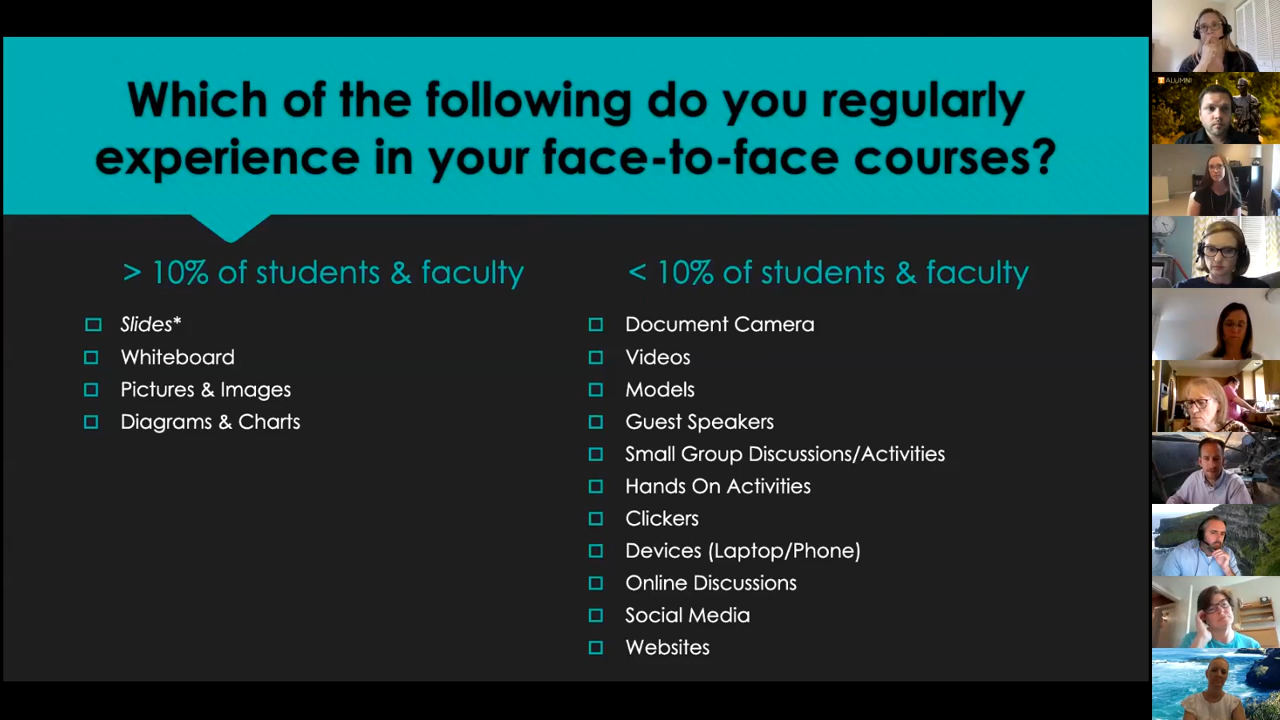 Which of the following do you regularly
experience in your face-to-face courses?
> 10% of students & faculty
Slides*
Whiteboard
Pictures & Images
Diagrams & Charts
< 10% of students & faculty
Document Camera
Videos
Models
Guest Speakers
Small Group Discussions/Activities
Hands On Activities
Clickers
Devices (Laptop/Phone)
Online Discussions
Social Media
Websites
ALUMNI